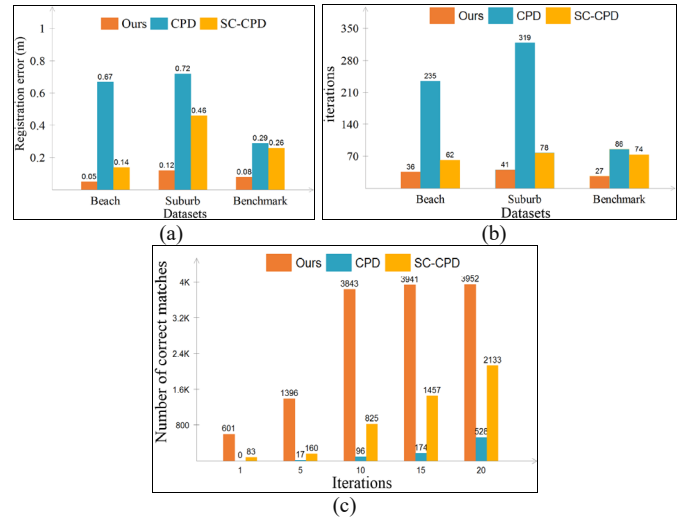 Ours CPD SC-CPD
Registration error (m)
1
0.8
0.6
0.4
0.2
0.05 0.67 0.14
0.12 0.72 0.46
0.08 0.29 0.26
Beach Suburb Benchmark
Datasets
(a)
Ours CPD SC-CPD
iterations
350
280
210
140
70
36 235 62
41 319 78
27 86 74
Beach Suburb Benchmark
Datasets
(b)
Ours CPD SC-CPD
Number of correct matches
4K
3.2K
2.4K
1.6K
800
601 0 83
1396 17 160
3843 96 825
3941 174 1457
3952 528 2133
1 5 10 15 20
Iterations
(c)